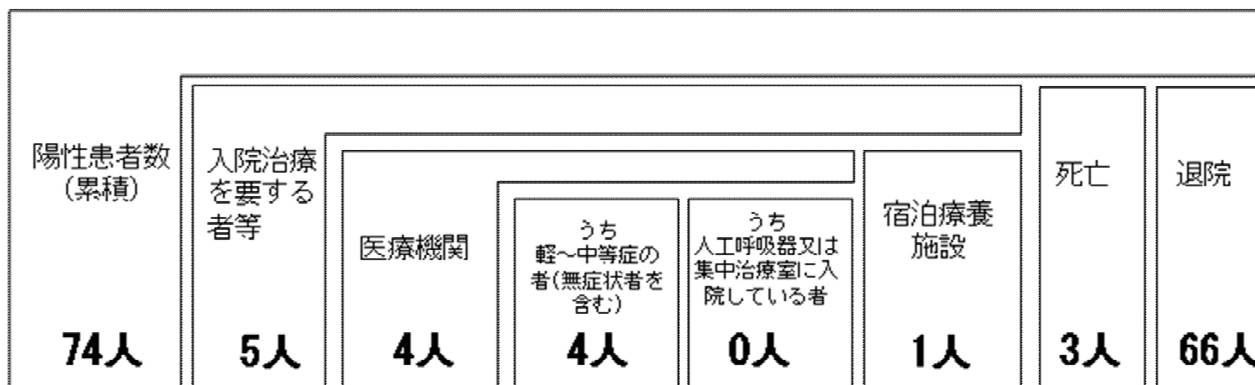 陽性患者数
(累積)
74人
入院治療
を要する
者等
5人
医療機関
4人
うち
軽～中等症の
者(無症状者を
含む)
4人
うち
人工呼吸器又は
集中治療室に入
院している者
0人
宿泊療養
施設
1人
死亡
3人
退院
66人